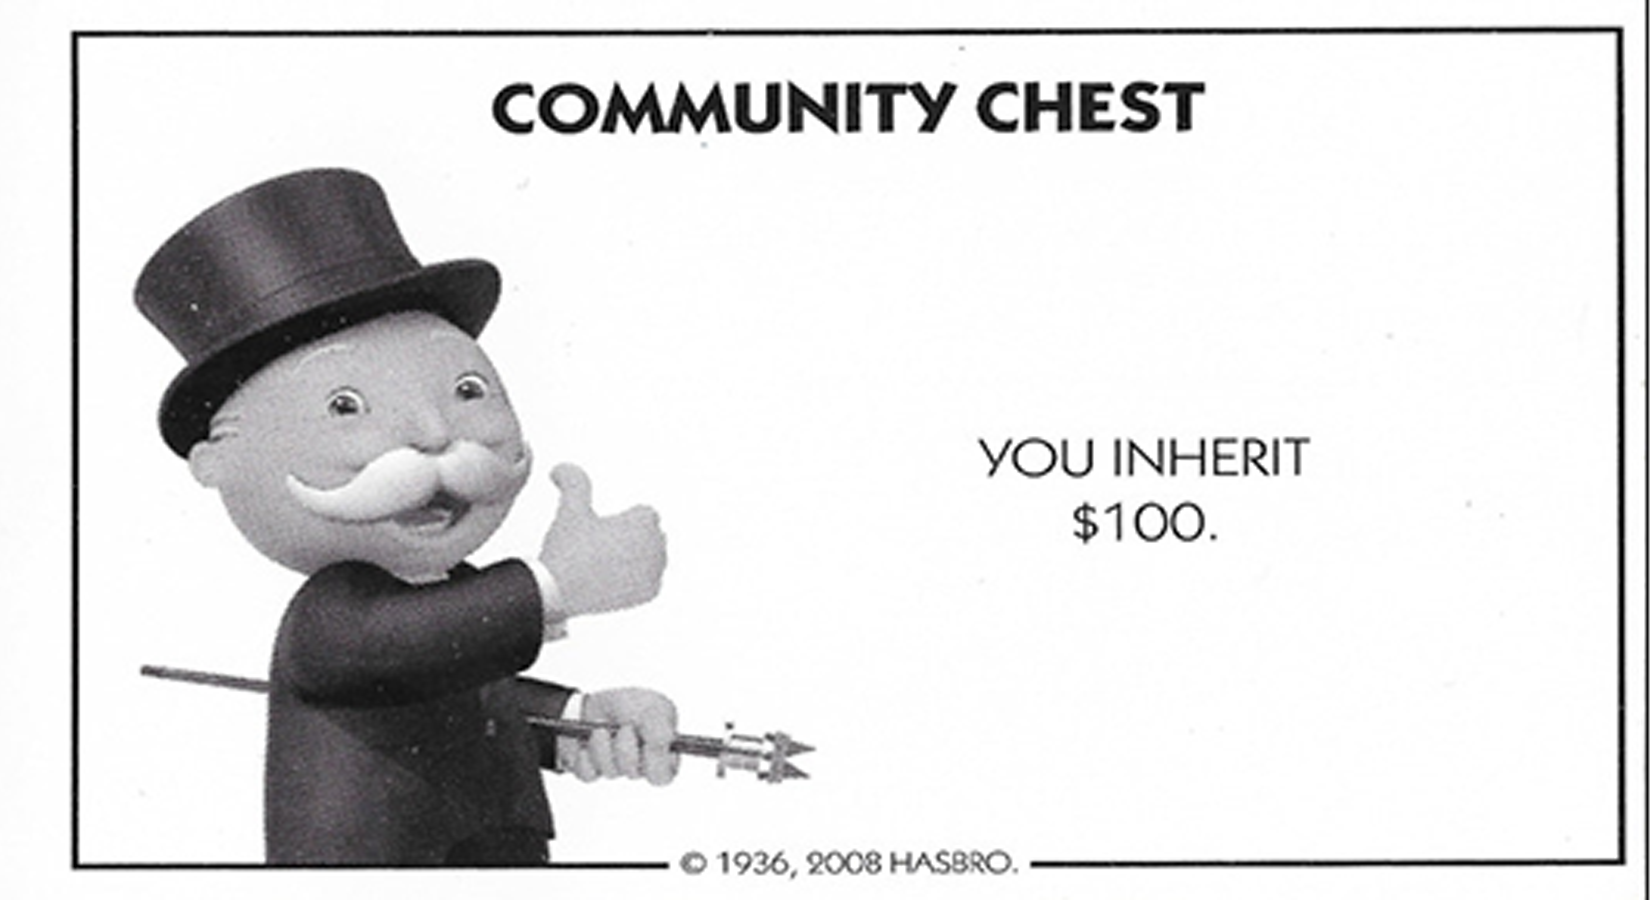 COMMUNITY CHEST
YOU INHERIT
$100.
© 1936, 2008 HASBRO.